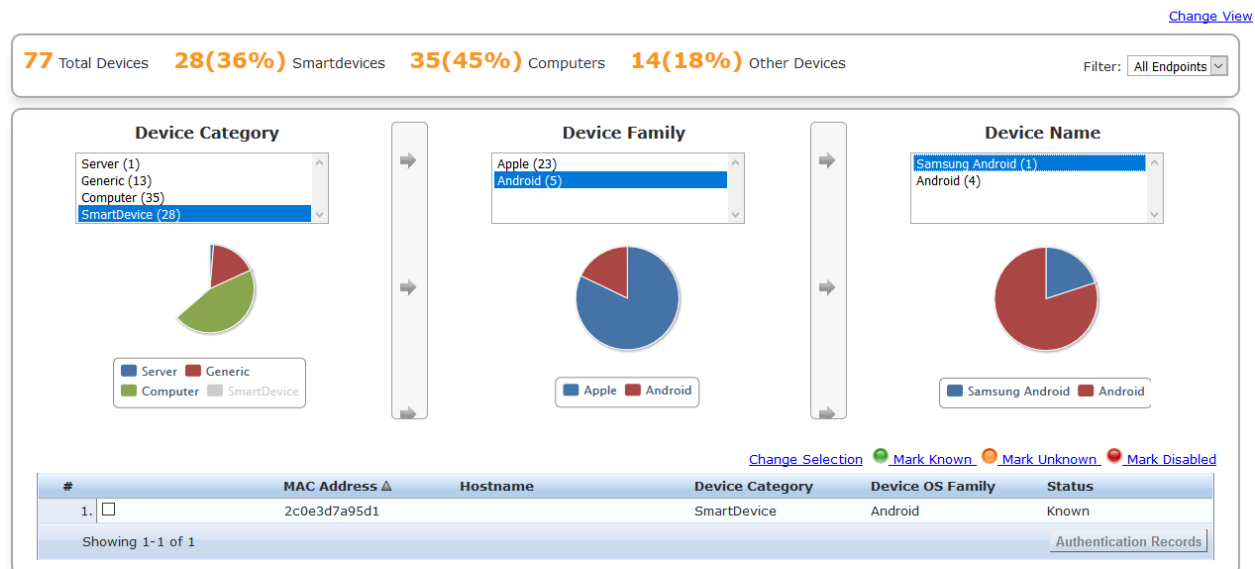 Change View
77 Total Devices 28(36%) Smartdevices 35(45%) Computers 14(18%) Other Devices Filter: All Endpoints
Device Category
Server (1)
Generic (13)
Computer (35)
SmartDevice (28)
Server Generic
Computer SmartDevice
Device Family
Apple (23)
Android (5)
Apple Android
Device Name
Samsung Android (1)
Android (4)
Samsung Android Android
Change Selection Mark Known Mark Unknown Mark Disabled
# MAC Address Hostname Device Category Device OS Family Status
1. 2c0e3d7a95d1 SmartDevice Android Known
Showing 1-1 of 1 Authentication Records